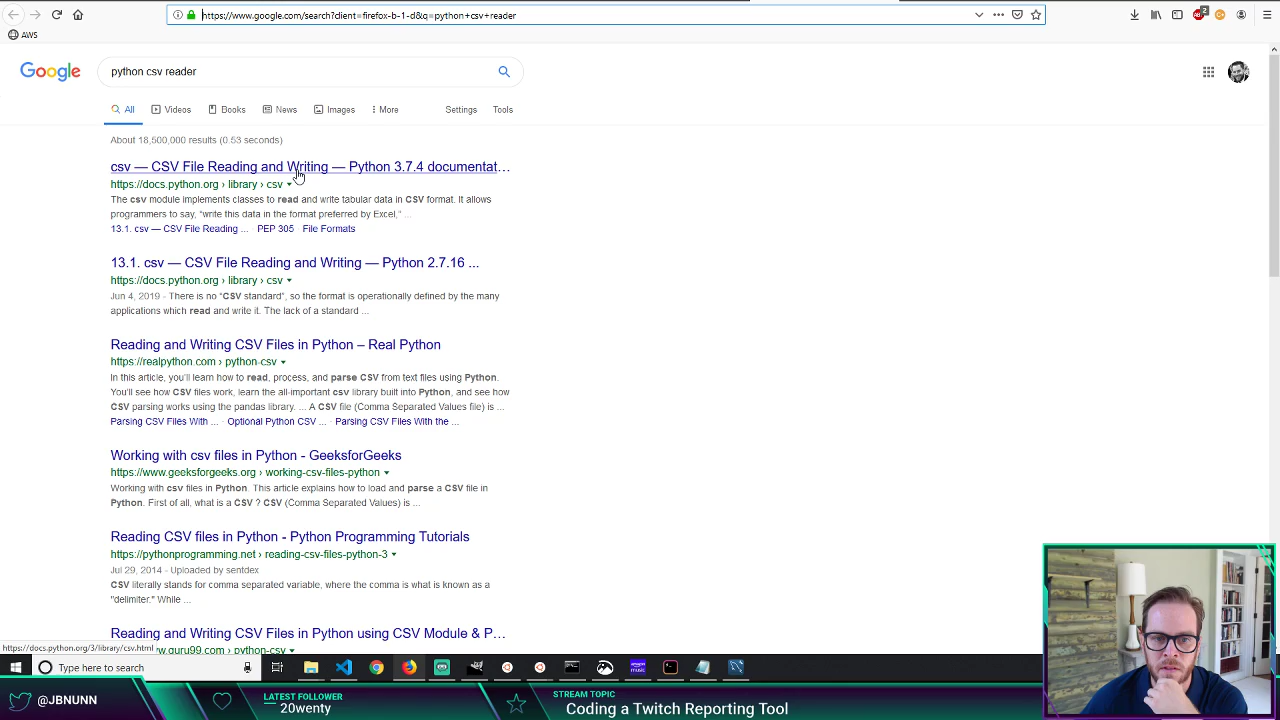 https://www.google.com/search?client=firefox-b-1-d&q=python+csv+reader
2
AWS
Google
python csv reader
All Videos Books News Images More Settings Tools
About 18,500,000 results (0.53 seconds)
csv — CSV File Reading and Writing — Python 3.7.4 documentat...
https://docs.python.org › library › csv
The csv module implements classes to read and write tabular data in CSV format. It allows
programmers to say, “write this data in the format preferred by Excel,” ...
13.1. csv — CSV File Reading ... PEP 305 File Formats
13.1. csv — CSV File Reading and Writing — Python 2.7.16 ...
https://docs.python.org › library › csv
Jun 4, 2019 - There is no “CSV standard”, so the format is operationally defined by the many
applications which read and write it. The lack of a standard ...
Reading and Writing CSV Files in Python – Real Python
https://realpython.com › python-csv
In this article, you'll learn how to read, process, and parse CSV from text files using Python.
You'll see how CSV files work, learn the all-important csv library built into Python, and see how
CSV parsing works using the pandas library. ... A CSV file (Comma Separated Values file) is ...
Parsing CSV Files With ... · Optional Python CSV ... · Parsing CSV Files With the ...
Working with csv files in Python - GeeksforGeeks
https://www.geeksforgeeks.org › working-csv-files-python
Working with csv files in Python. This article explains how to load and parse a CSV file in
Python. First of all, what is a CSV ? CSV (Comma Separated Values) is ...
Reading CSV files in Python - Python Programming Tutorials
https://pythonprogramming.net › reading-csv-files-python-3
Jul 29, 2014 - Uploaded by sentdex
CSV literally stands for comma separated variable, where the comma is what is known as a
"delimiter." While ...
Reading and Writing CSV Files in Python using CSV Module & P...
w.guru99.com › python-csv
https://docs.python.org/3/library/csv.html
Type here to search
music
@JBNUNN
LATEST FOLLOWER
20wenty
STREAM TOPIC
Coding a Twitch Reporting Tool